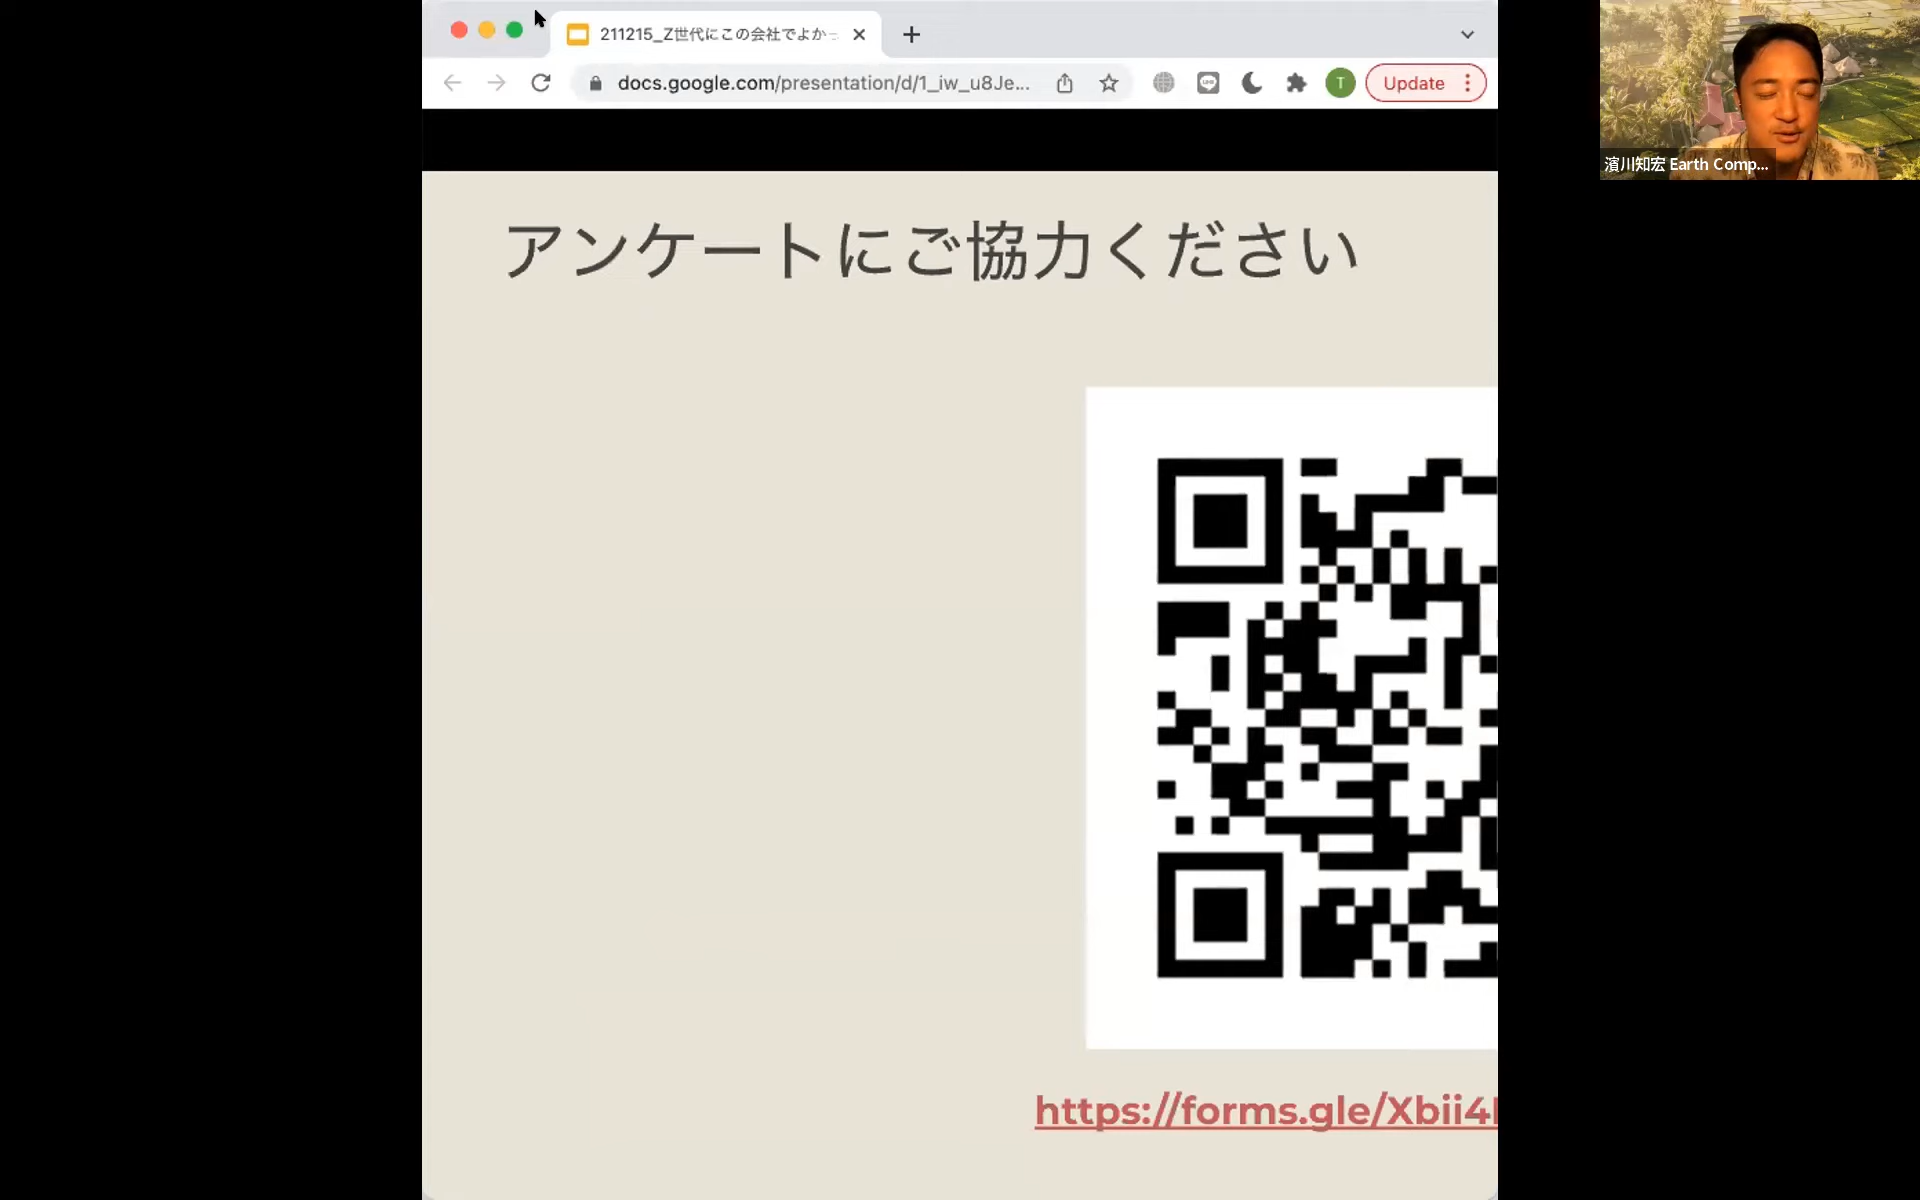 211215_Z世代にこの会社でよかっ
docs.google.com/presentation/d/1_iw_u8Je...
T
Update
濱川知宏 Earth Comp...
アンケートにご協力ください
https://forms.gle/Xbii4